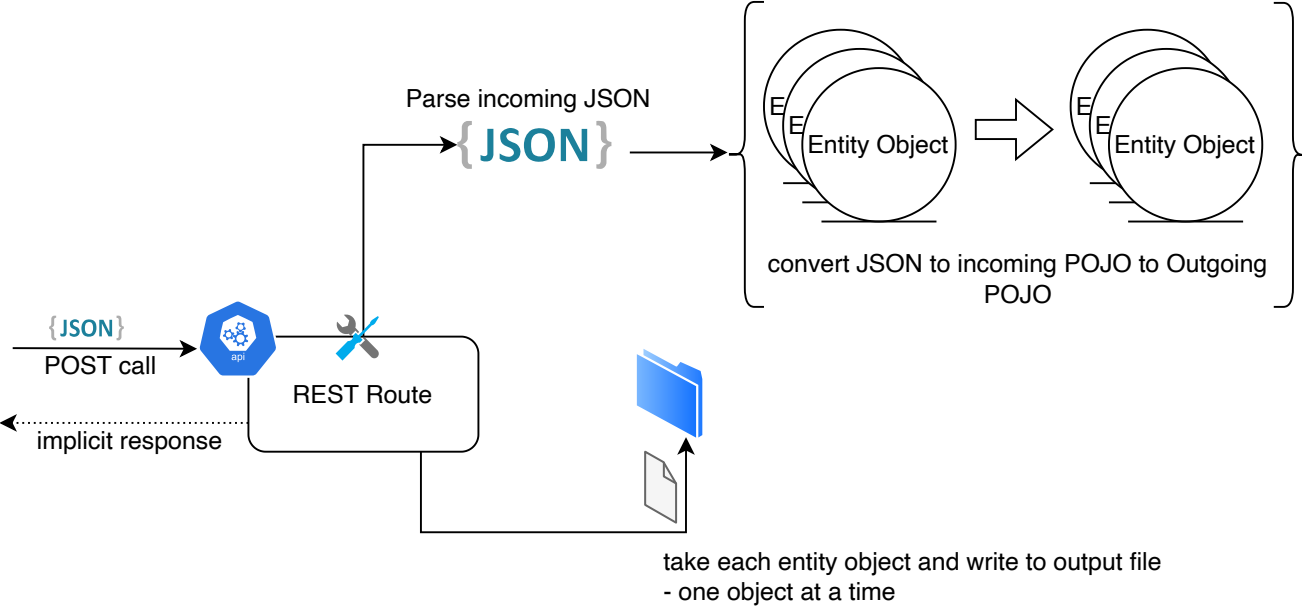 Parse incoming JSON
{JSON}
E
E
Entity Object
E
E
Entity Object
convert JSON to incoming POJO to Outgoing
POJO
{JSON}
POST call
api
REST Route
implicit response
take each entity object and write to output file
- one object at a time